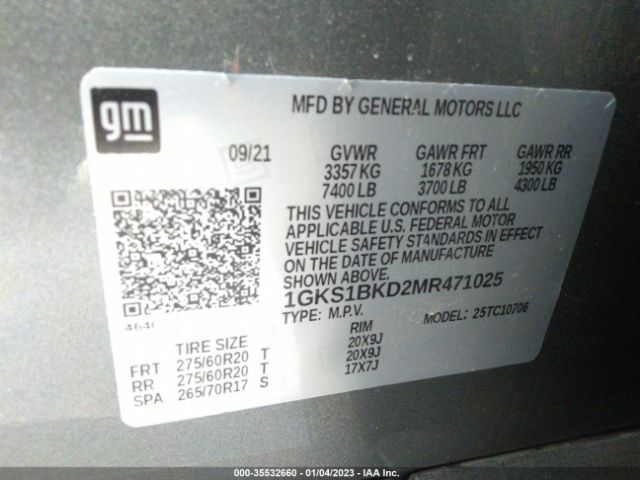 gm
MFD BY GENERAL MOTORS LLC
09/21 GVWR GAWR FRT GAWR RR
3357 KG 1678 KG 1950 KG
7400 LB 3700 LB 4300 LB
THIS VEHICLE CONFORMS TO ALL
APPLICABLE U.S. FEDERAL MOTOR
VEHICLE SAFETY STANDARDS IN EFFECT
ON THE DATE OF MANUFACTURE
SHOWN ABOVE.
1GKS1BKD2MR471025
TYPE: M.P.V. MODEL: 25TC10706
TIRE SIZE RIM
FRT 275/60R20 T 20X9J
RR 275/60R20 T 20X9J
SPA 265/70R17 S 17X7J
000-35532660 - 01/04/2023 - IAA Inc.